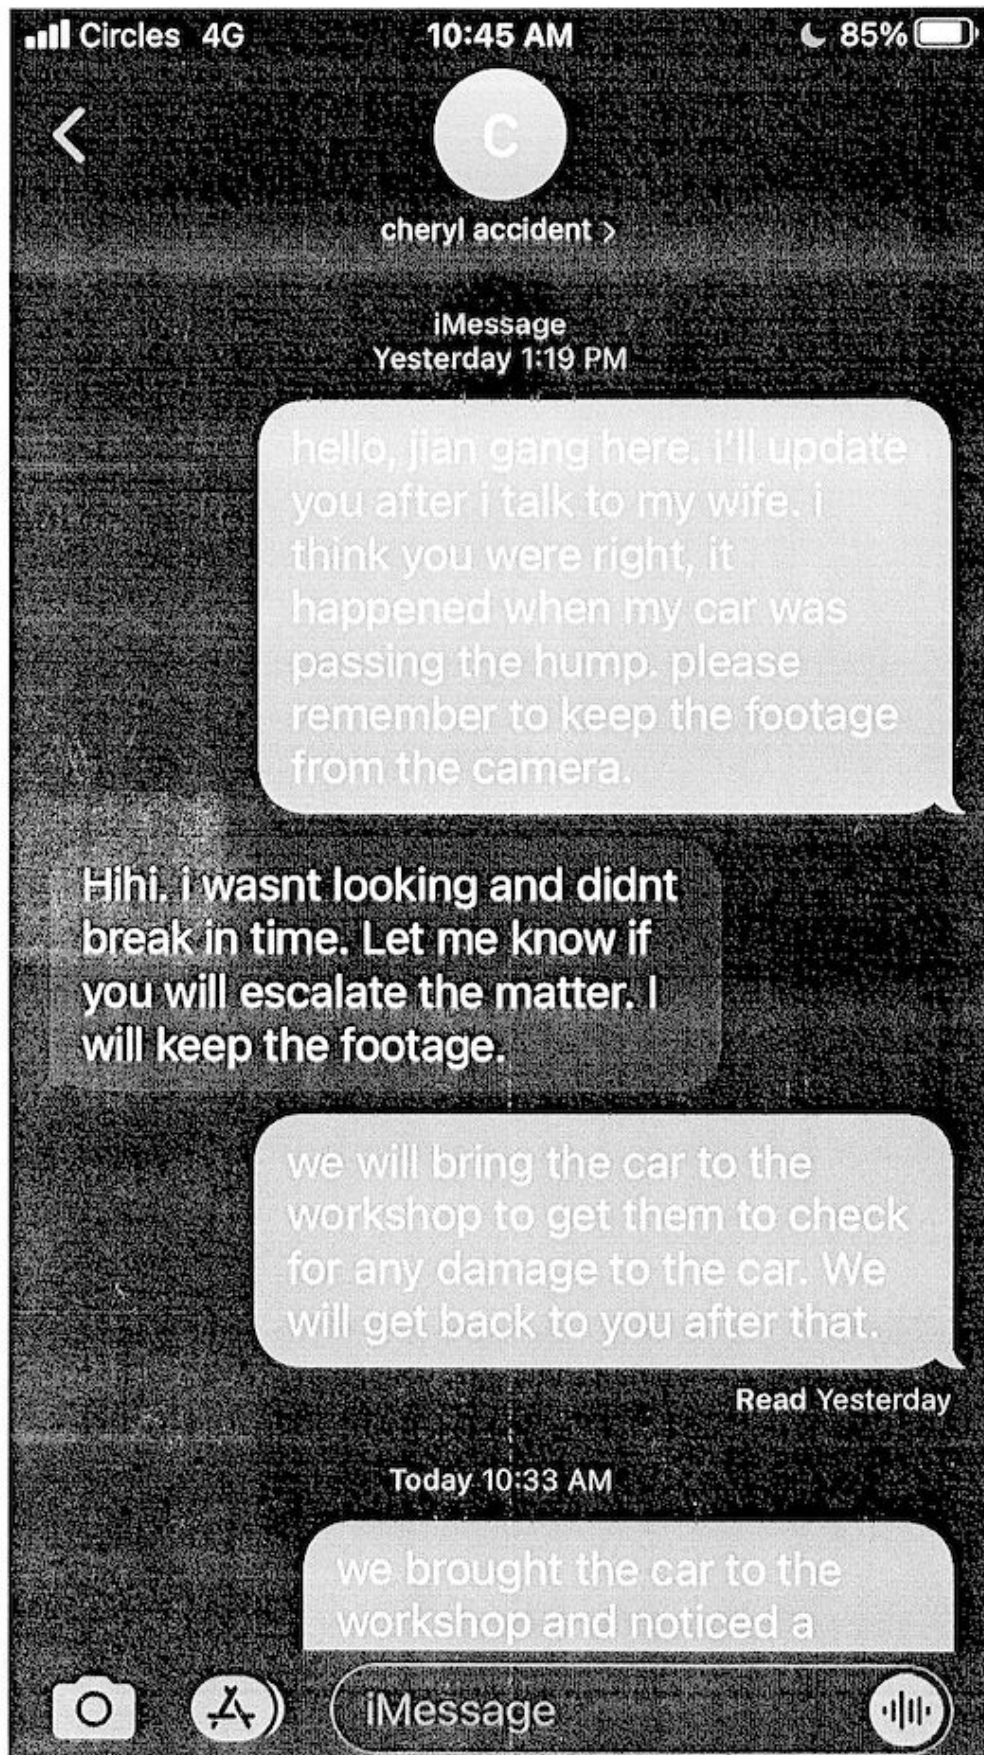 Circles 4G 10:45 AM 85%
C
cheryl accident >
iMessage
Yesterday 1:19 PM
hello, jian gang here. i'll update
you after i talk to my wife. i
think you were right, it
happened when my car was
passing the hump. please
remember to keep the footage
from the camera.
Hihi. i wasnt looking and didnt
break in time. Let me know if
you will escalate the matter. I
will keep the footage.
we will bring the car to the
workshop to get them to check
for any damage to the car. We
will get back to you after that.
Read Yesterday
Today 10:33 AM
we brought the car to the
workshop and noticed a
iMessage